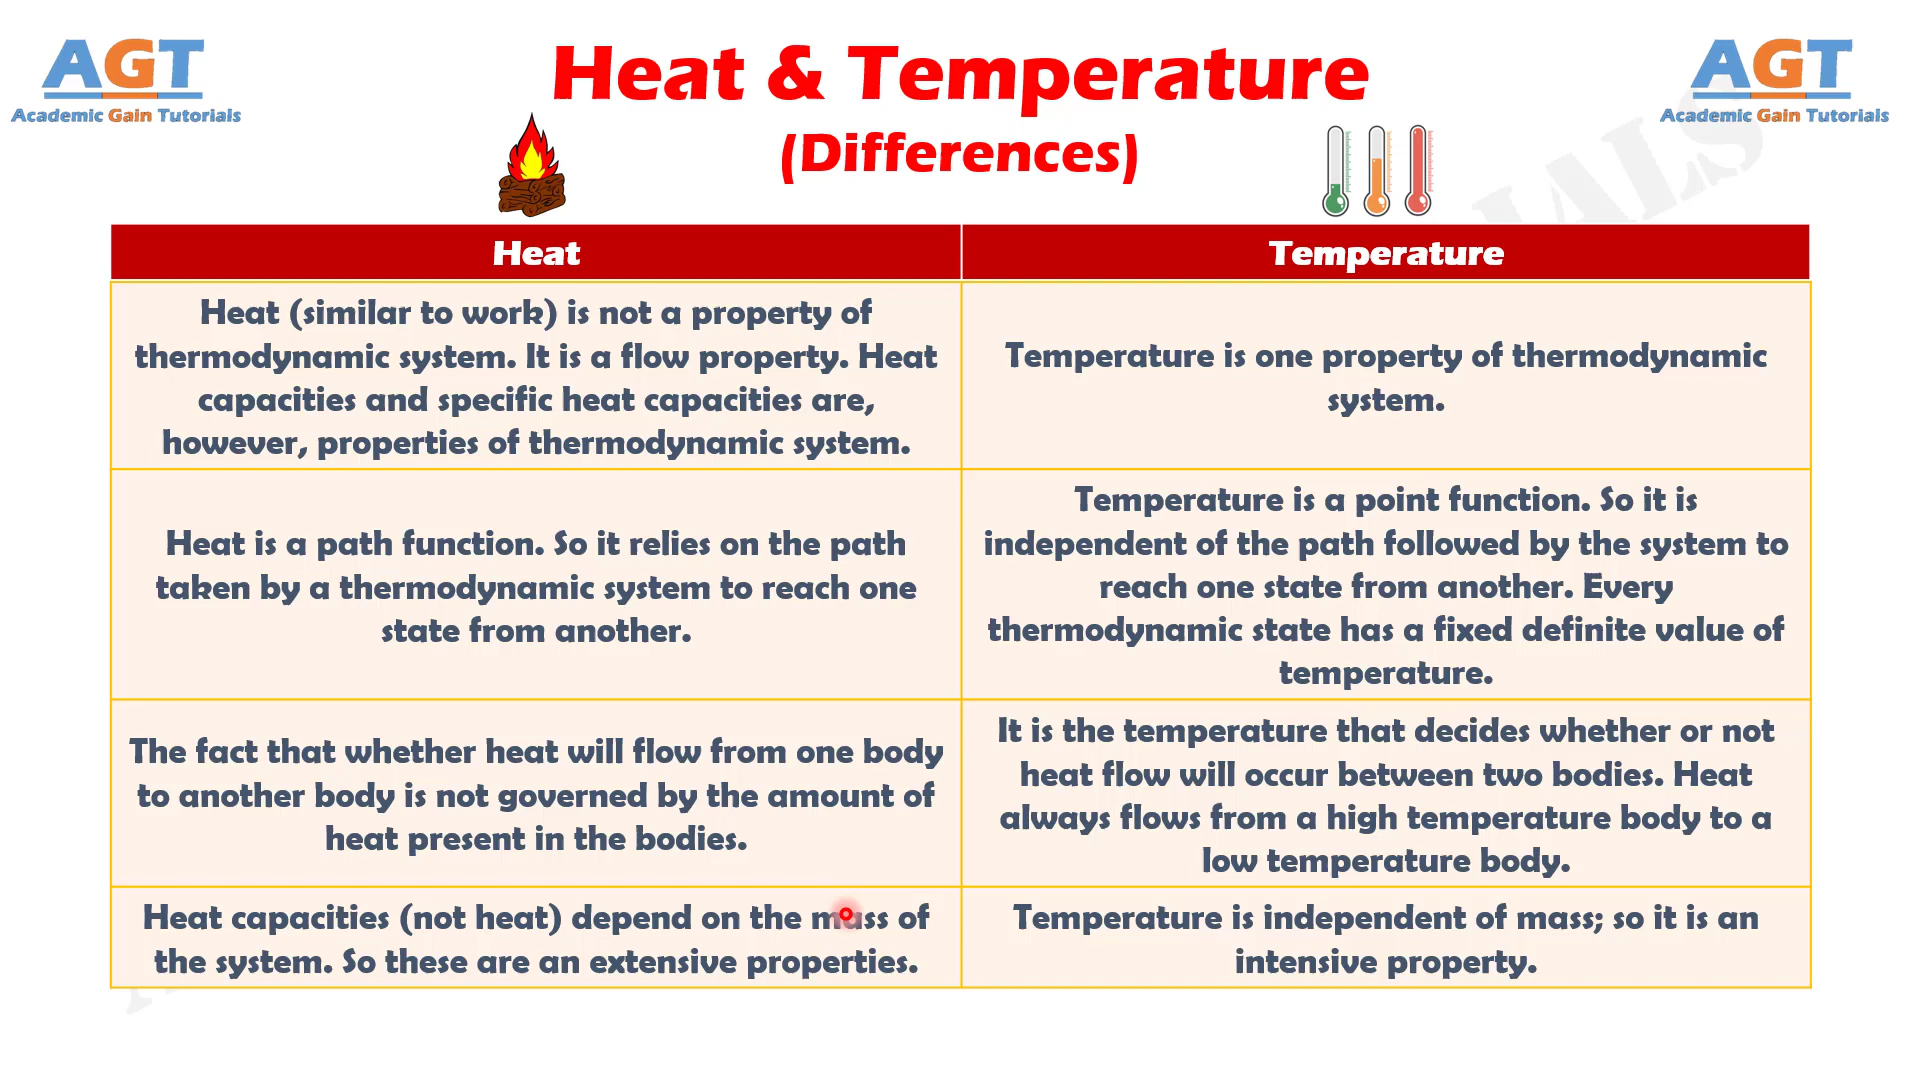 AGT
Academic Gain Tutorials
Heat & Temperature
(Differences)
AGT
Academic Gain Tutorials
IALS
Heat
Temperature
Heat (similar to work) is not a property of
thermodynamic system. It is a flow property. Heat
capacities and specific heat capacities are,
however, properties of thermodynamic system.
Temperature is one property of thermodynamic
system.
Heat is a path function. So it relies on the path
taken by a thermodynamic system to reach one
state from another.
Temperature is a point function. So it is
independent of the path followed by the system to
reach one state from another. Every
thermodynamic state has a fixed definite value of
temperature.
The fact that whether heat will flow from one body
to another body is not governed by the amount of
heat present in the bodies.
It is the temperature that decides whether or not
heat flow will occur between two bodies. Heat
always flows from a high temperature body to a
low temperature body.
Heat capacities (not heat) depend on the mass of
the system. So these are an extensive properties.
Temperature is independent of mass; so it is an
intensive property.